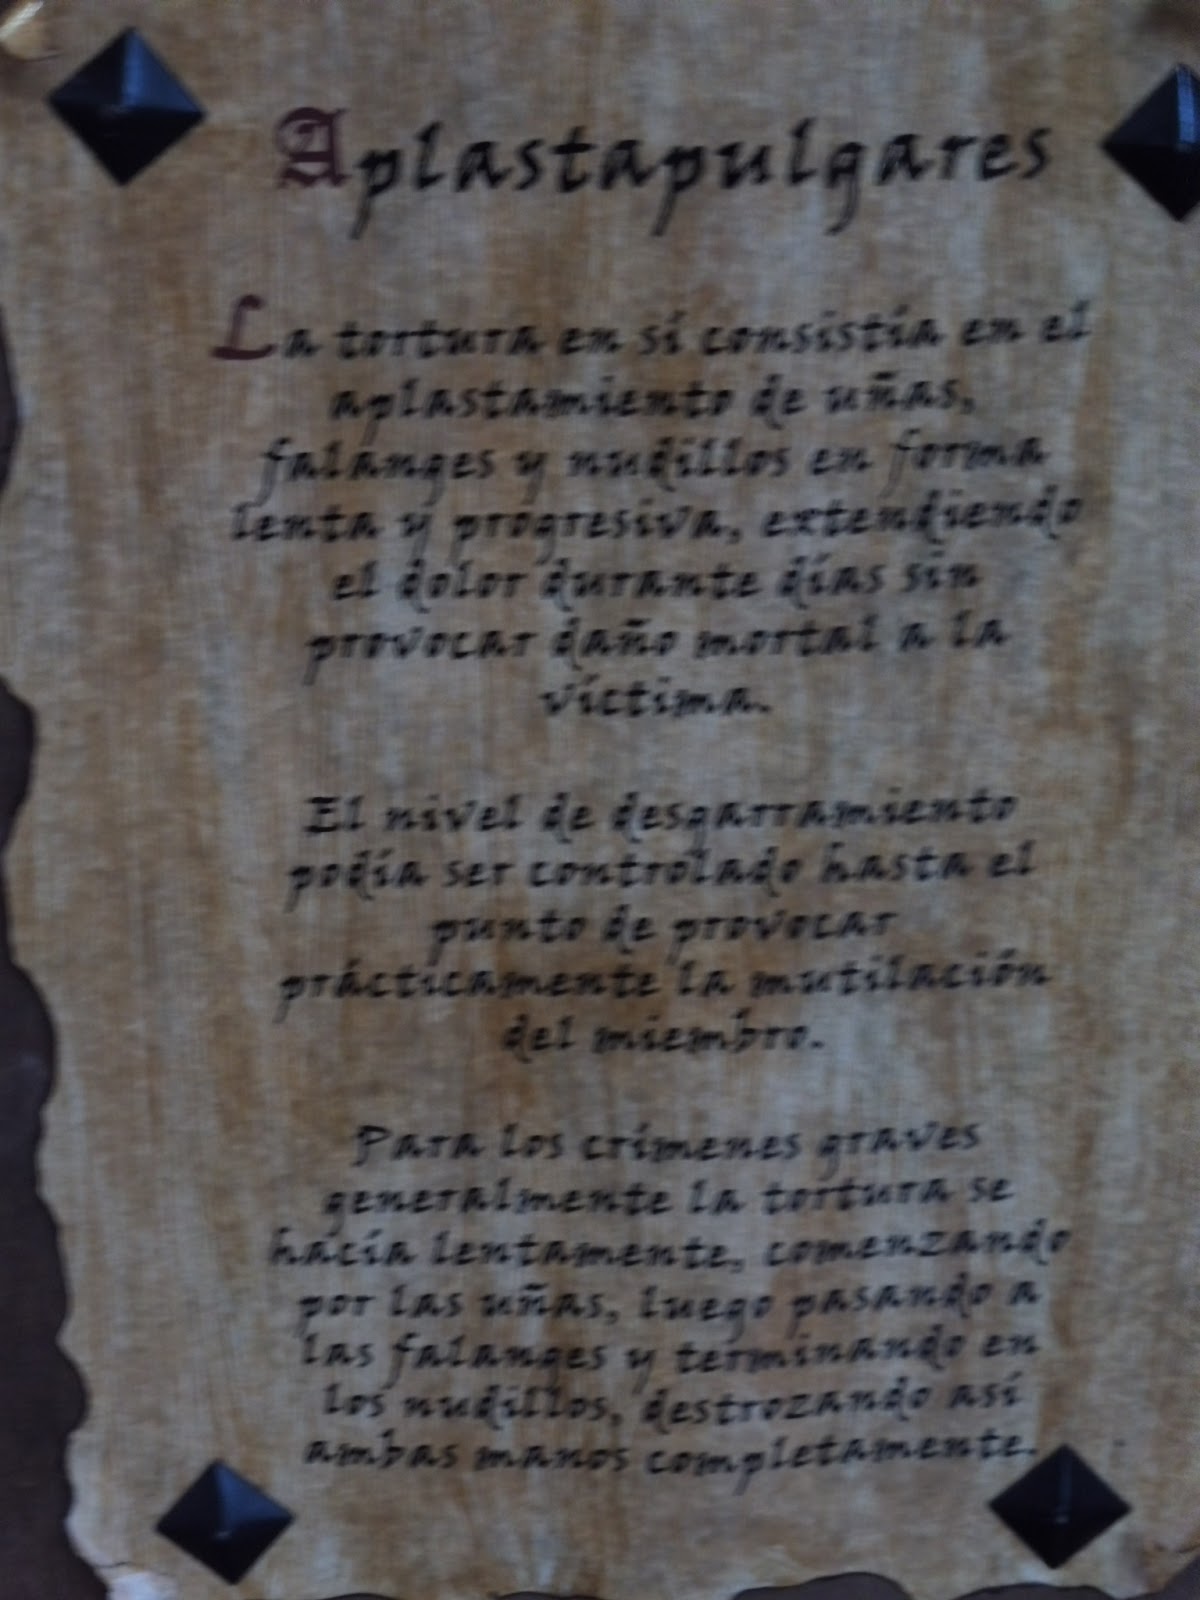 Aplastapulgares
La tortura en sí consistía en el
aplastamiento de uñas,
falanges y nudillos en forma
lenta y progresiva, extendiendo
el dolor durante días sin
provocar daño mortal a la
víctima.
El nivel de desgarramiento
podía ser controlado hasta el
punto de provocar
prácticamente la mutilación
del miembro.
Para los crímenes graves
generalmente la tortura se
hacía lentamente, comenzando
por las uñas, luego pasando a
las falanges y terminando en
los nudillos, destrozando así
ambas manos completamente.